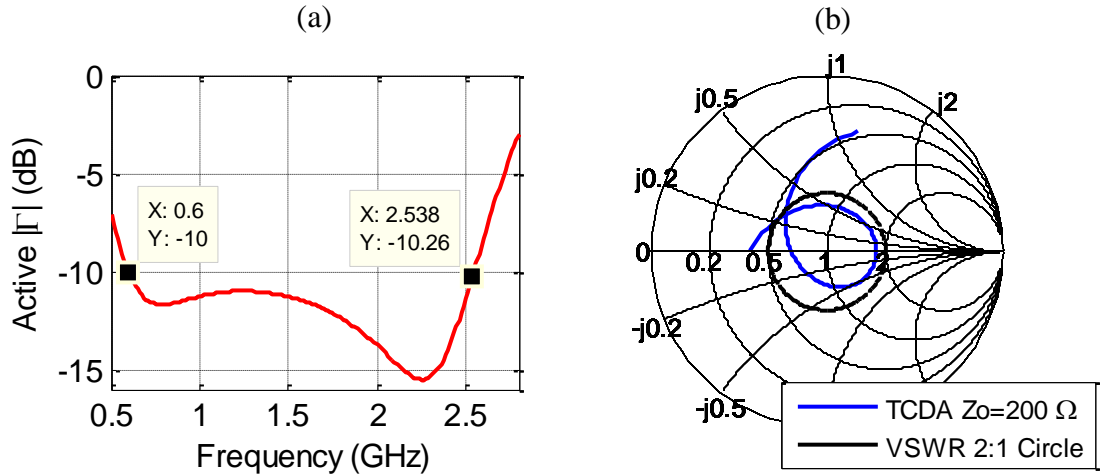 (a)
Active |Γ| (dB)
0
-5
-10
-15
X: 0.6
Y: -10
X: 2.538
Y: -10.26
0.5
1
1.5
2
2.5
Frequency (GHz)
(b)
j1
j0.5
j2
j0.2
0
0.2
0.5
1
2
-j0.2
-j0.5
TCDA Zo=200 Ω
VSWR 2:1 Circle